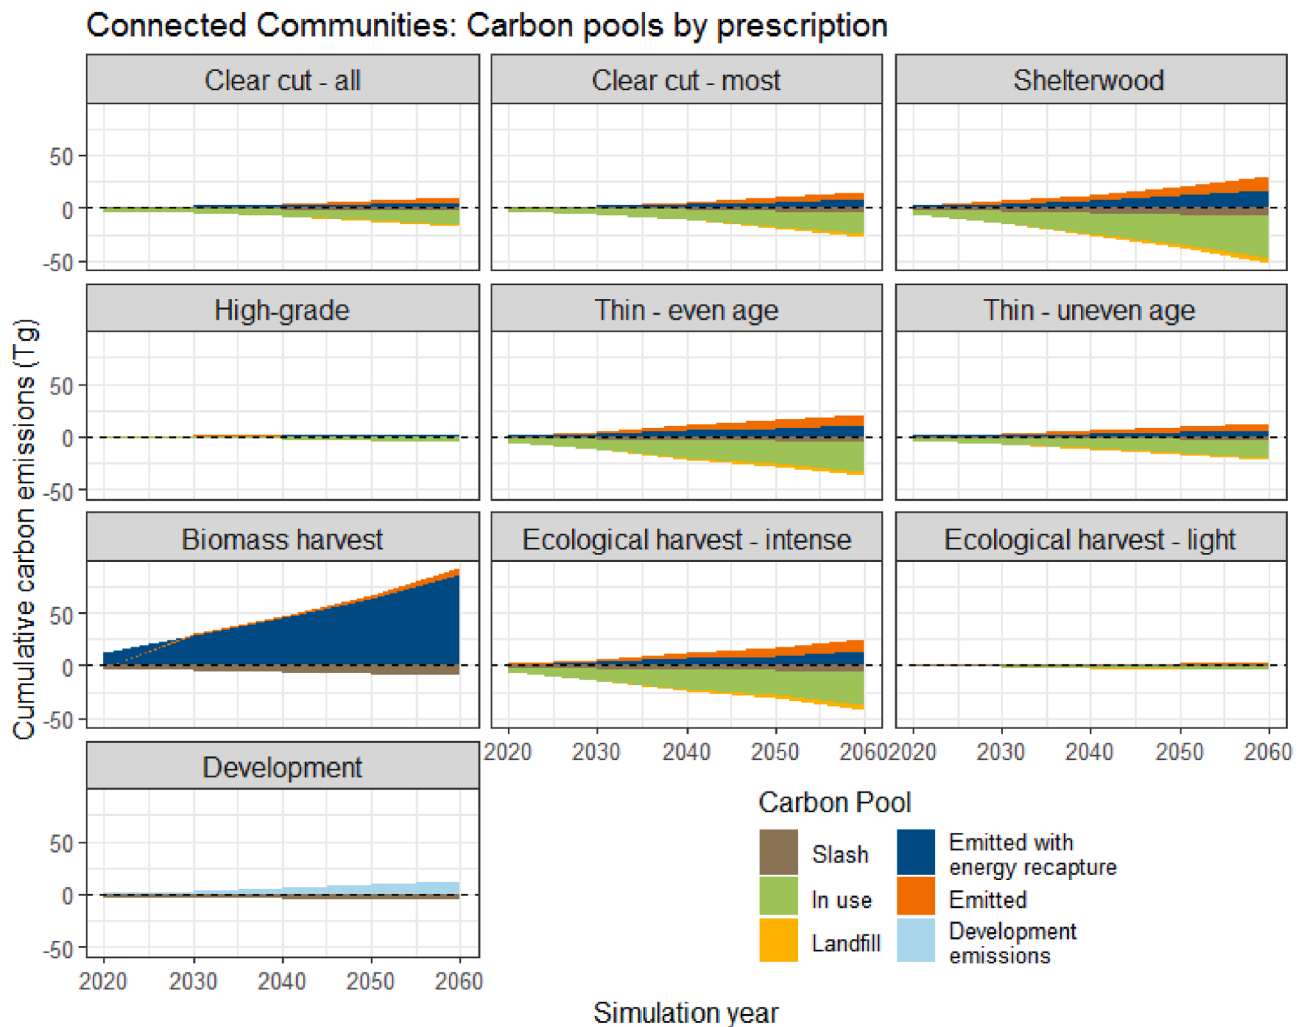 Connected Communities: Carbon pools by prescription
Clear cut - all
Clear cut - most
Shelterwood
50
0
-50
High-grade
Thin - even age
Thin - uneven age
50
0
-50
Biomass harvest
Ecological harvest - intense
Ecological harvest - light
50
0
-50
2020 2030 2040 2050 2060
2020 2030 2040 2050 2060
Development
50
0
-50
2020 2030 2040 2050 2060
Cumulative carbon emissions (Tg)
Simulation year
Carbon Pool
Slash
In use
Landfill
Emitted with
energy recapture
Emitted
Development
emissions